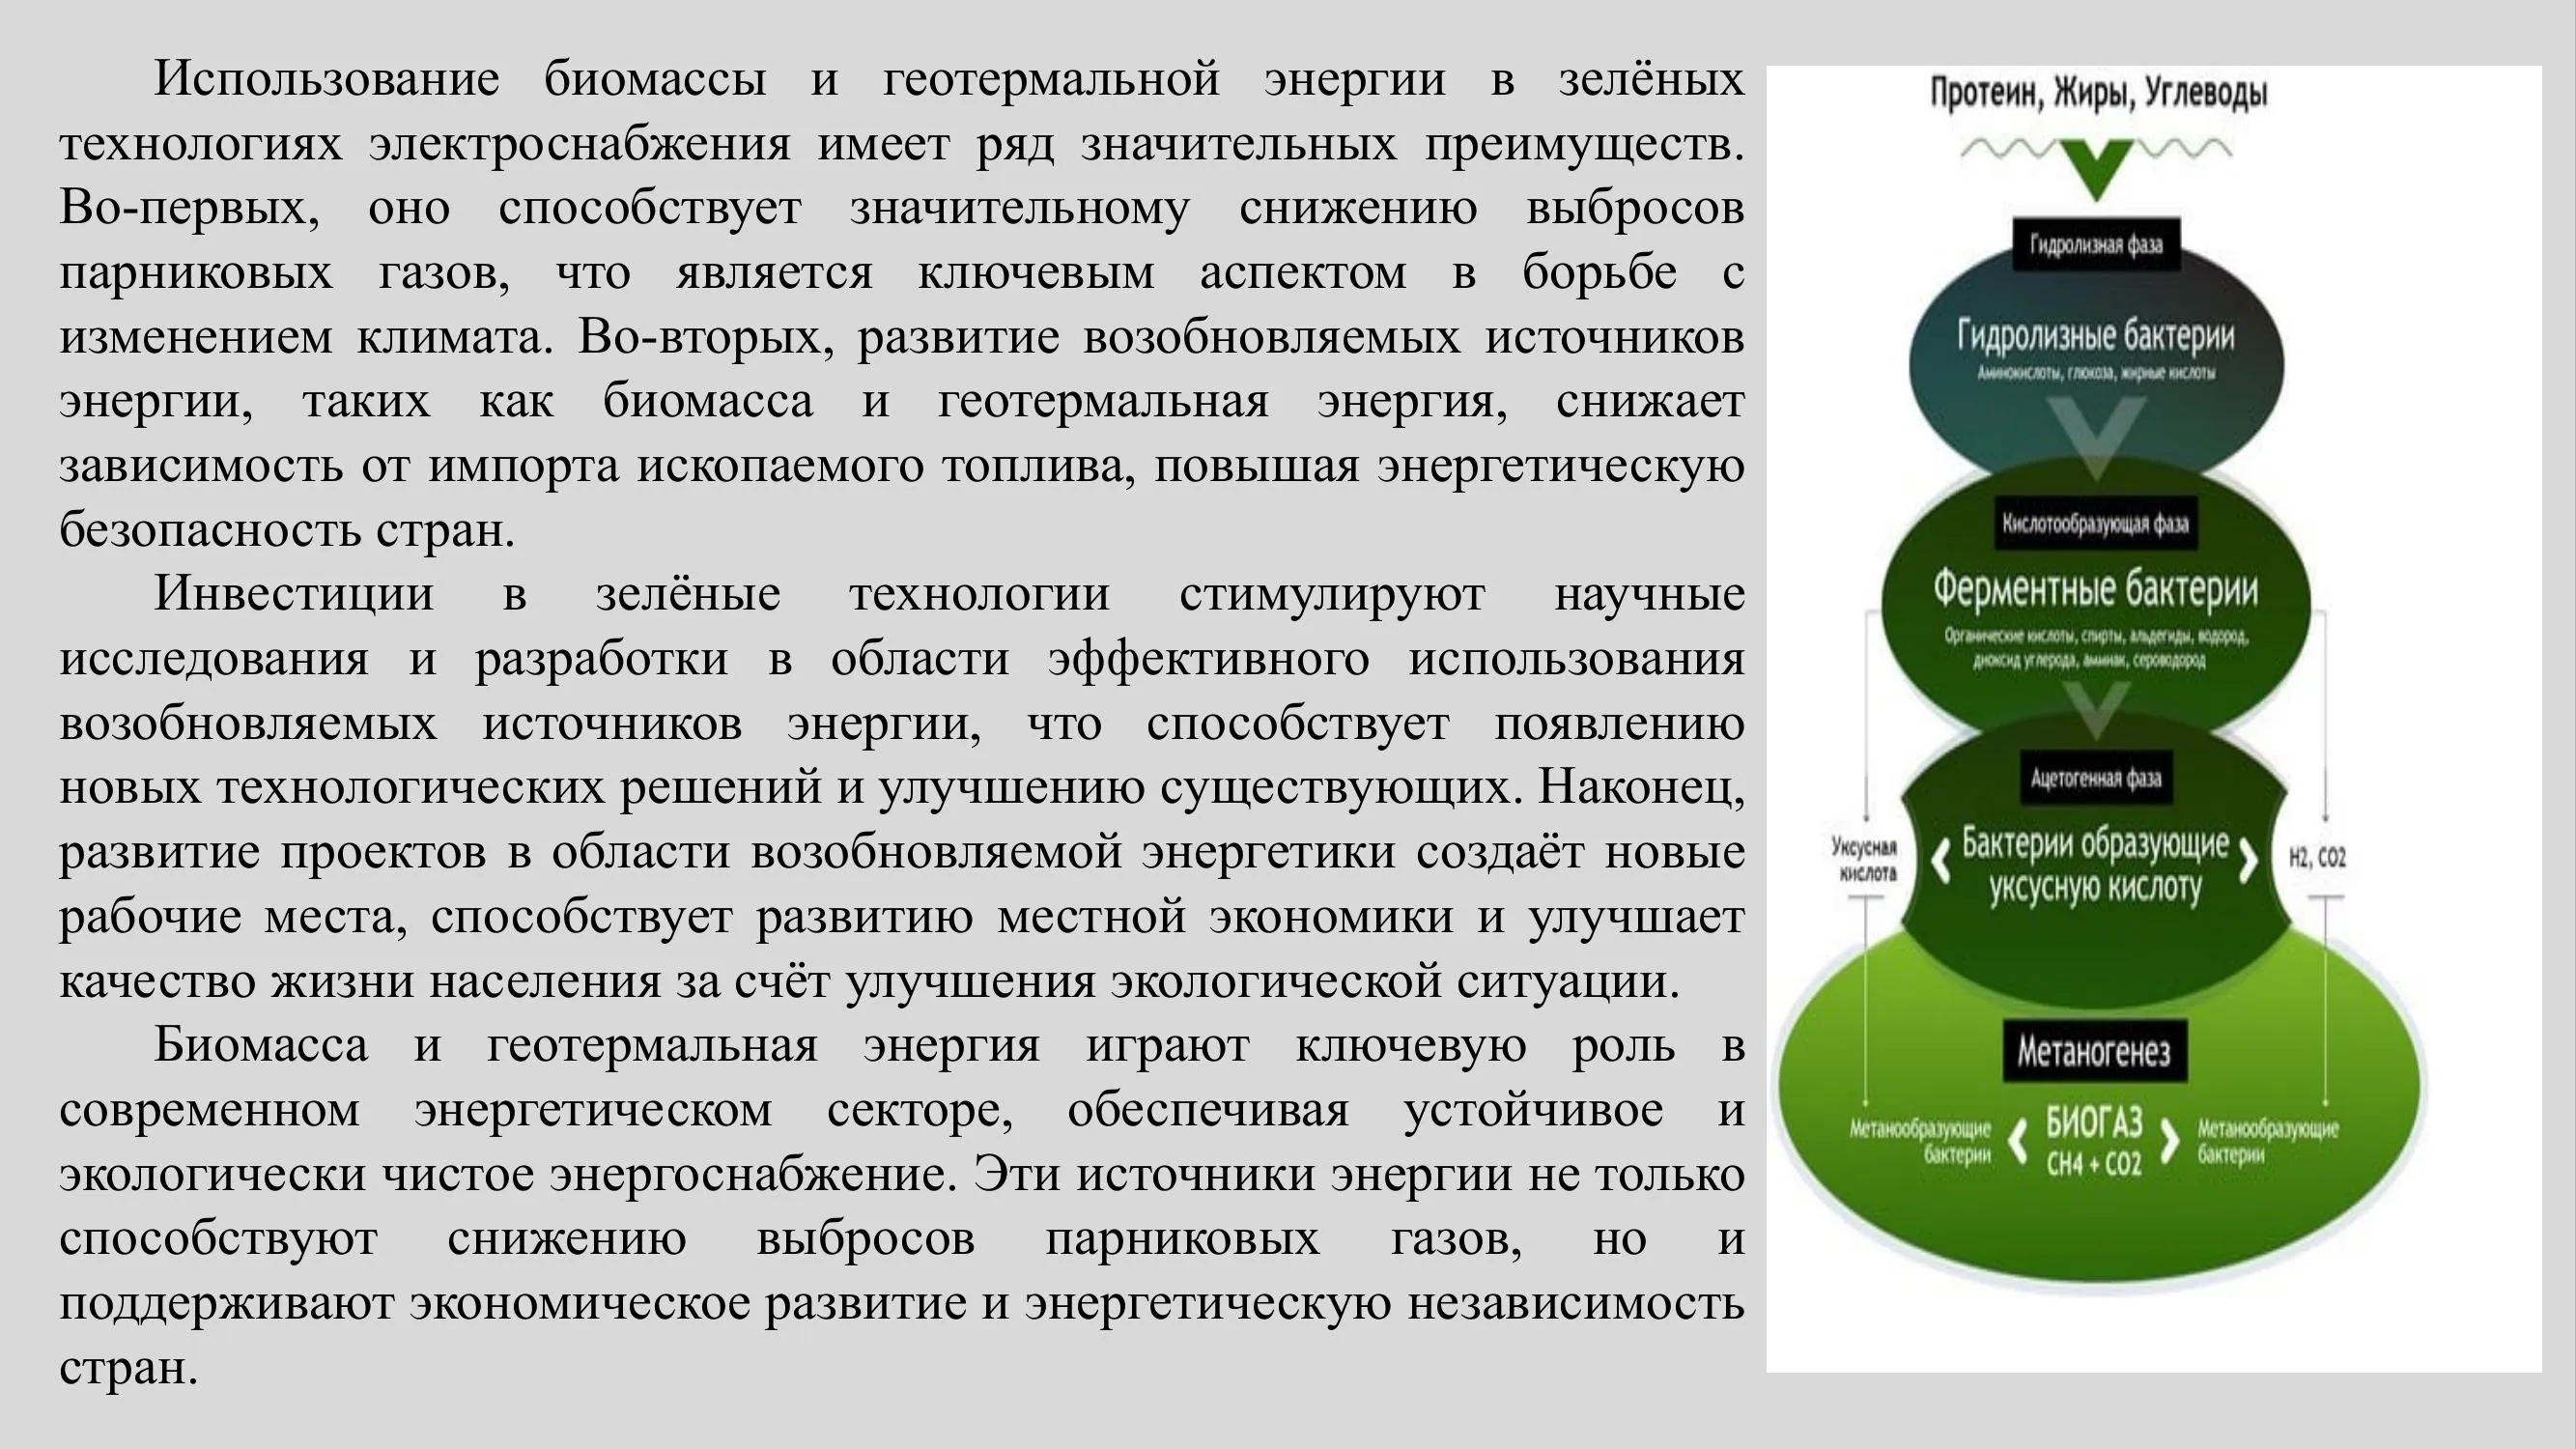 Использование биомассы и геотермальной энергии в зелёных
технологиях электроснабжения имеет ряд значительных преимуществ.
Во-первых, оно способствует значительному снижению выбросов
парниковых газов, что является ключевым аспектом в борьбе с
изменением климата. Во-вторых, развитие возобновляемых источников
энергии, таких как биомасса и геотермальная энергия, снижает
зависимость от импорта ископаемого топлива, повышая энергетическую
безопасность стран.
Инвестиции в зелёные технологии стимулируют научные
исследования и разработки в области эффективного использования
возобновляемых источников энергии, что способствует появлению
новых технологических решений и улучшению существующих. Наконец,
развитие проектов в области возобновляемой энергетики создаёт новые
рабочие места, способствует развитию местной экономики и улучшает
качество жизни населения за счёт улучшения экологической ситуации.
Биомасса и геотермальная энергия играют ключевую роль в
современном энергетическом секторе, обеспечивая устойчивое и
экологически чистое энергоснабжение. Эти источники энергии не только
способствуют снижению выбросов парниковых газов, но и
поддерживают экономическое развитие и энергетическую независимость
стран.
Протеин, Жиры, Углеводы
Гидролизная фаза
Гидролизные бактерии
Аминокислоты, глюкоза, жирные кислоты
Кислотообразующая фаза
Ферментные бактерии
Органические кислоты, спирты, альдегиды, водород,
диоксид углерода, аммиак, сероводород
Ацетогенная фаза
Бактерии образующие
уксусную кислоту
Уксусная
кислота
H2, CO2
Метаногенез
Метанообразующие
бактерии
БИОГАЗ
CH4 + CO2
Метанообразующие
бактерии